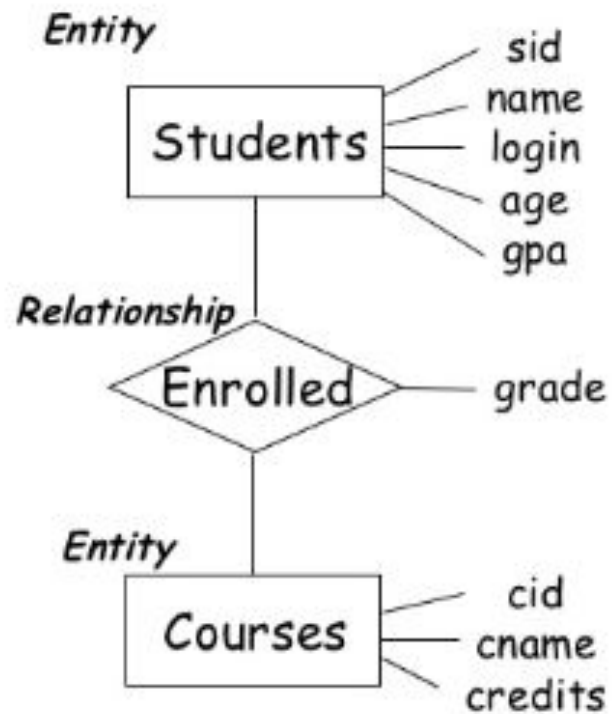 Entity
Students
sid
name
login
age
gpa
Relationship
Enrolled
grade
Entity
Courses
cid
cname
credits